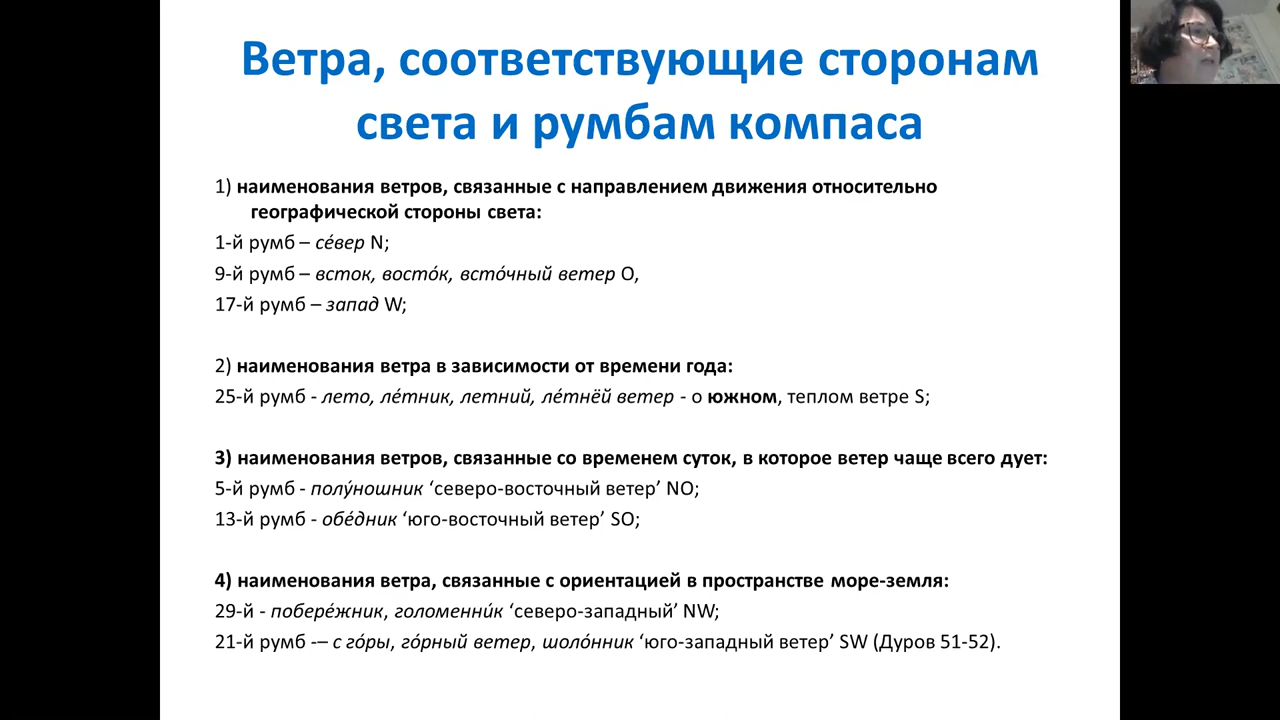 Ветра, соответствующие сторонам
света и румбам компаса
1) наименования ветров, связанные с направлением движения относительно
географической стороны света:
1-й румб – се́вер N;
9-й румб – всток, восто́к, всто́чный ветер O,
17-й румб – запад W;
2) наименования ветра в зависимости от времени года:
25-й румб - лето, ле́тник, летний, ле́тнёй ветер - о южном, теплом ветре S;
3) наименования ветров, связанные со временем суток, в которое ветер чаще всего дует:
5-й румб - полу́ношник ‘северо-восточный ветер’ NO;
13-й румб - обе́дник ‘юго-восточный ветер’ SO;
4) наименования ветра, связанные с ориентацией в пространстве море-земля:
29-й - побере́жник, голоменни́к ‘северо-западный’ NW;
21-й румб -– с го́ры, го́рный ветер, шоло́нник ‘юго-западный ветер’ SW (Дуров 51-52).